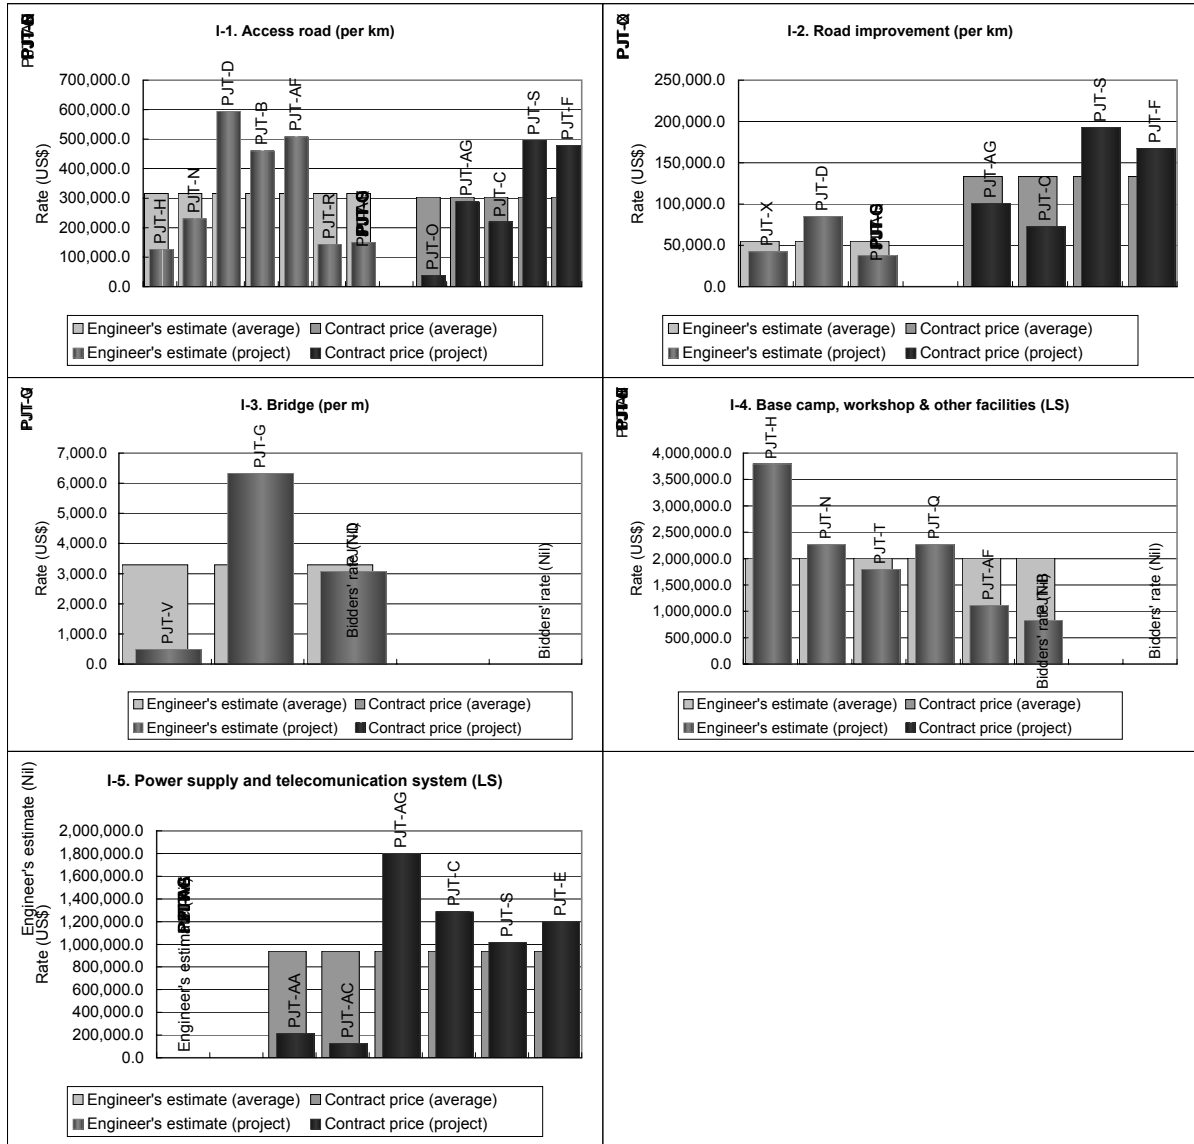 I-1. Access road (per km)
Rate (US$)
700,000.0
600,000.0
500,000.0
400,000.0
300,000.0
200,000.0
100,000.0
0.0
PJT-H
PJT-N
PJT-D
PJT-B
PJT-AF
PJT-R
PJT-O
PJT-AG
PJT-C
PJT-S
PJT-F
Engineer's estimate (average)
Contract price (average)
Engineer's estimate (project)
Contract price (project)
I-2. Road improvement (per km)
Rate (US$)
250,000.0
200,000.0
150,000.0
100,000.0
50,000.0
0.0
PJT-X
PJT-D
PJT-AG
PJT-C
PJT-S
PJT-F
Engineer's estimate (average)
Contract price (average)
Engineer's estimate (project)
Contract price (project)
I-3. Bridge (per m)
Rate (US$)
7,000.0
6,000.0
5,000.0
4,000.0
3,000.0
2,000.0
1,000.0
0.0
PJT-V
PJT-G
Bidders' rate (Nil)
Bidders' rate (Nil)
Engineer's estimate (average)
Contract price (average)
Engineer's estimate (project)
Contract price (project)
I-4. Base camp, workshop & other facilities (LS)
Rate (US$)
4,000,000.0
3,500,000.0
3,000,000.0
2,500,000.0
2,000,000.0
1,500,000.0
1,000,000.0
500,000.0
0.0
PJT-H
PJT-N
PJT-T
PJT-Q
PJT-AF
Bidders' rate (Nil)
Bidders' rate (Nil)
Engineer's estimate (average)
Contract price (average)
Engineer's estimate (project)
Contract price (project)
I-5. Power supply and telecomunication system (LS)
Engineer's estimate (Nil)
Rate (US$)
2,000,000.0
1,800,000.0
1,600,000.0
1,400,000.0
1,200,000.0
1,000,000.0
800,000.0
600,000.0
400,000.0
200,000.0
0.0
Engineer's estimate
PJT-AA
PJT-AC
PJT-AG
PJT-C
PJT-S
PJT-E
Engineer's estimate (average)
Contract price (average)
Engineer's estimate (project)
Contract price (project)